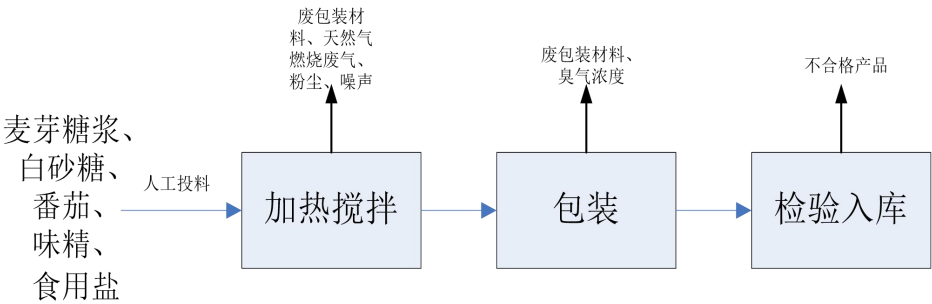 废包装材
料、天然气
燃烧废气、
粉尘、噪声
废包装材料、
臭气浓度
不合格产品
麦芽糖浆、
白砂糖、
番茄、
味精、
食用盐
人工投料
加热搅拌
包装
检验入库